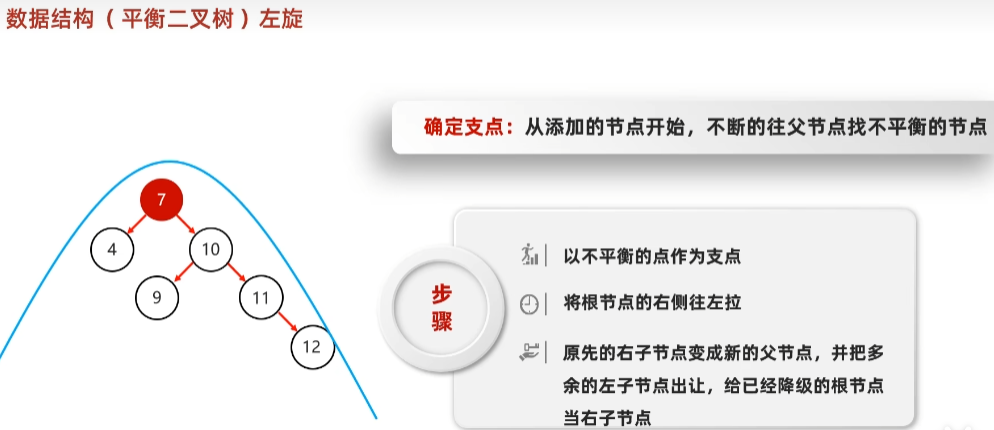 数据结构（平衡二叉树）左旋
确定支点：从添加的节点开始，不断的往父节点找不平衡的节点
7
4
10
9
11
12
步
骤
以不平衡的点作为支点
将根节点的右侧往左拉
原先的右子节点变成新的父节点，并把多
余的左子节点出让，给已经降级的根节点
当右子节点